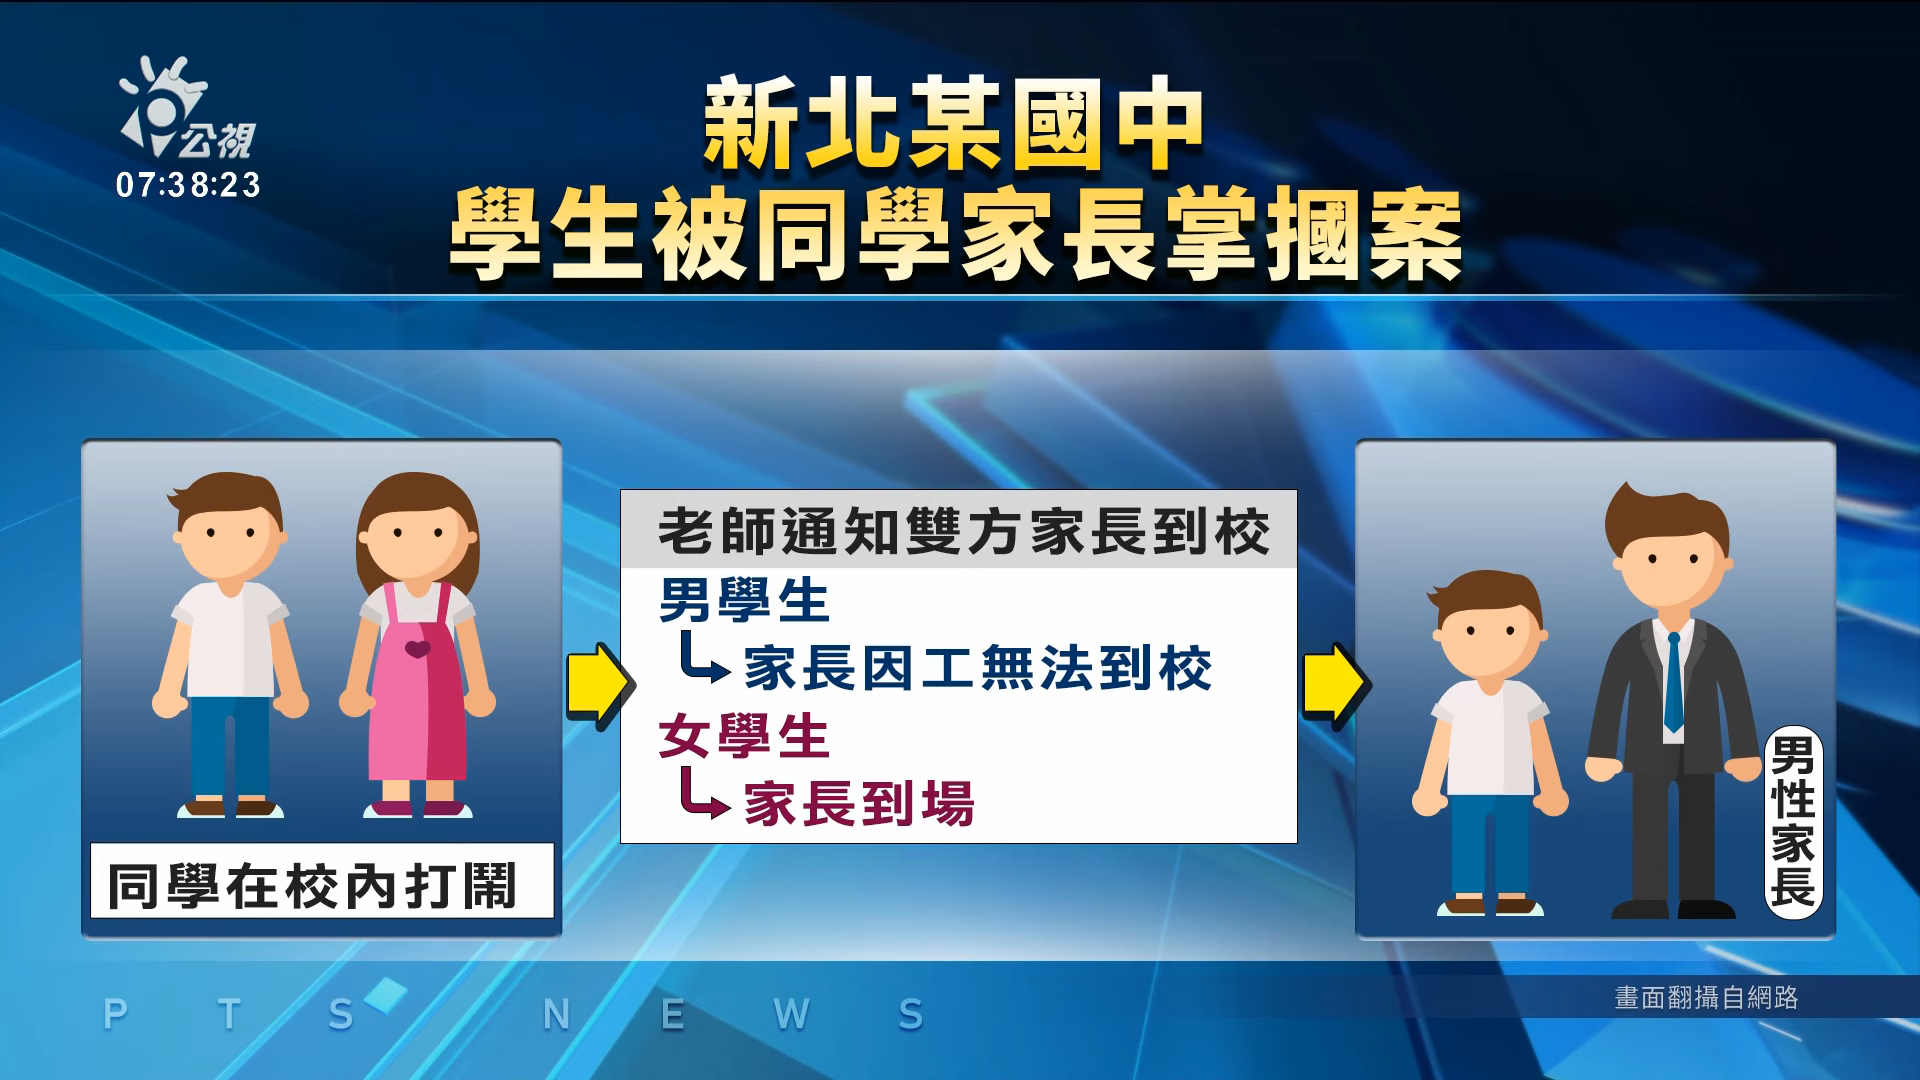 公視
07:38:23
新北某國中
學生被同學家長掌摑案
同學在校內打鬧
老師通知雙方家長到校
男學生
家長因工無法到校
女學生
家長到場
男性家長
畫面翻攝自網路
PTS NEWS